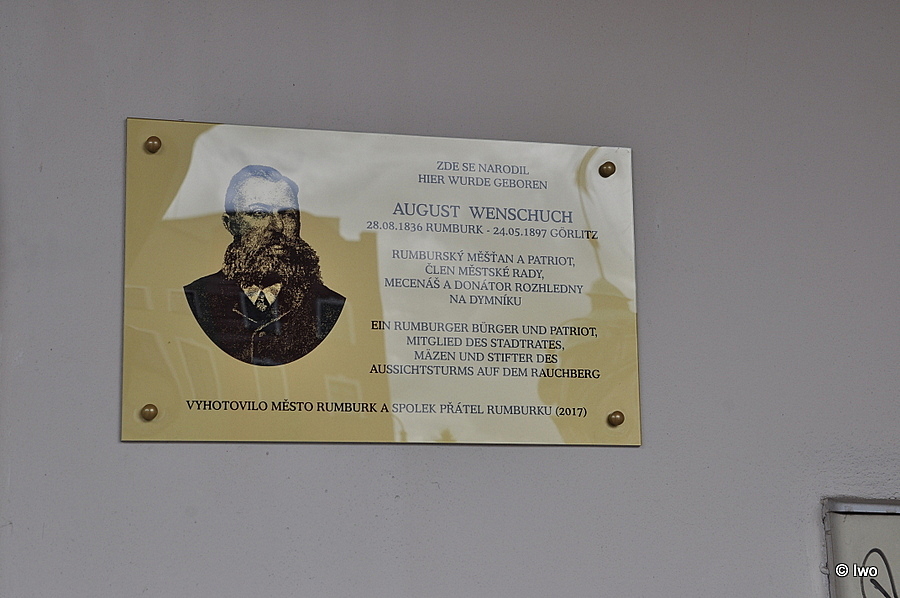 ZDE SE NARODIL
HIER WURDE GEBOREN
AUGUST WENSCHUCH
28.08.1836 RUMBURK - 24.05.1897 GÖRLITZ
RUMBURSKÝ MĚŠŤAN A PATRIOT,
ČLEN MĚSTSKÉ RADY,
MECENÁŠ A DONÁTOR ROZHLEDNY
NA DYMNÍKU
EIN RUMBURGER BÜRGER UND PATRIOT,
MITGLIED DES STADTRATES,
MÄZEN UND STIFTER DES
AUSSICHTSTURMS AUF DEM RAUCHBERG
VYHOTOVILO MĚSTO RUMBURK A SPOLEK PŘÁTEL RUMBURKU (2017)
© Iwo